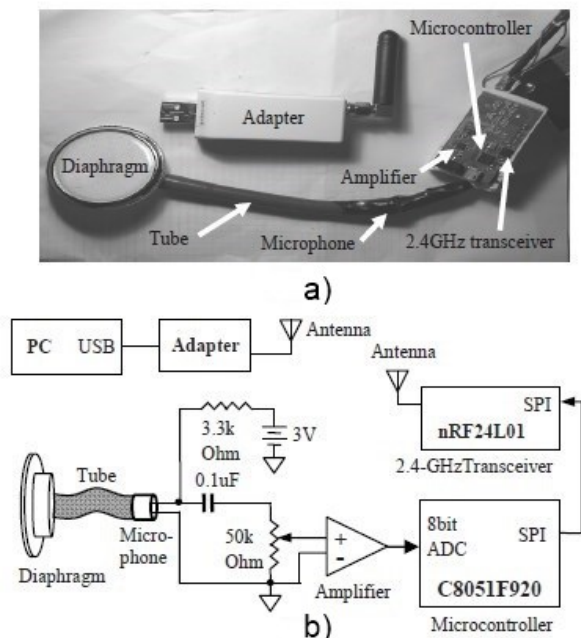 Microcontroller
Adapter
Diaphragm
Amplifier
Tube
Microphone
2.4GHz transceiver
a)
Antenna
PC USB
Adapter
Antenna
3.3k
Ohm
3V
SPI
nRF24L01
2.4-GHzTransceiver
0.1uF
Tube
Micro-
phone
Diaphragm
50k
Ohm
+
-
Amplifier
8bit
ADC
SPI
C8051F920
Microcontroller
b)